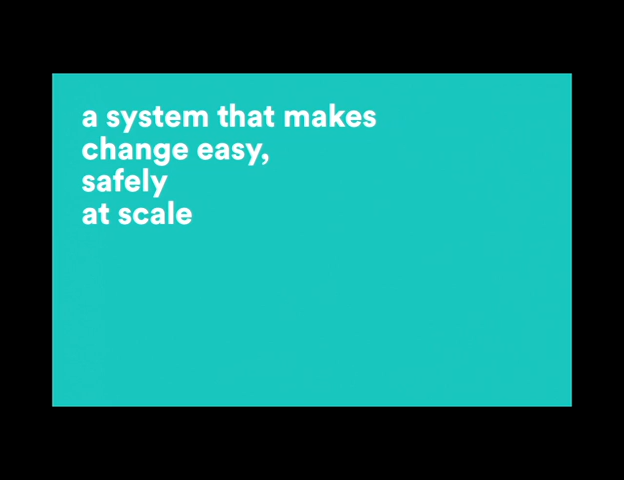 a system that makes
change easy,
safely
at scale